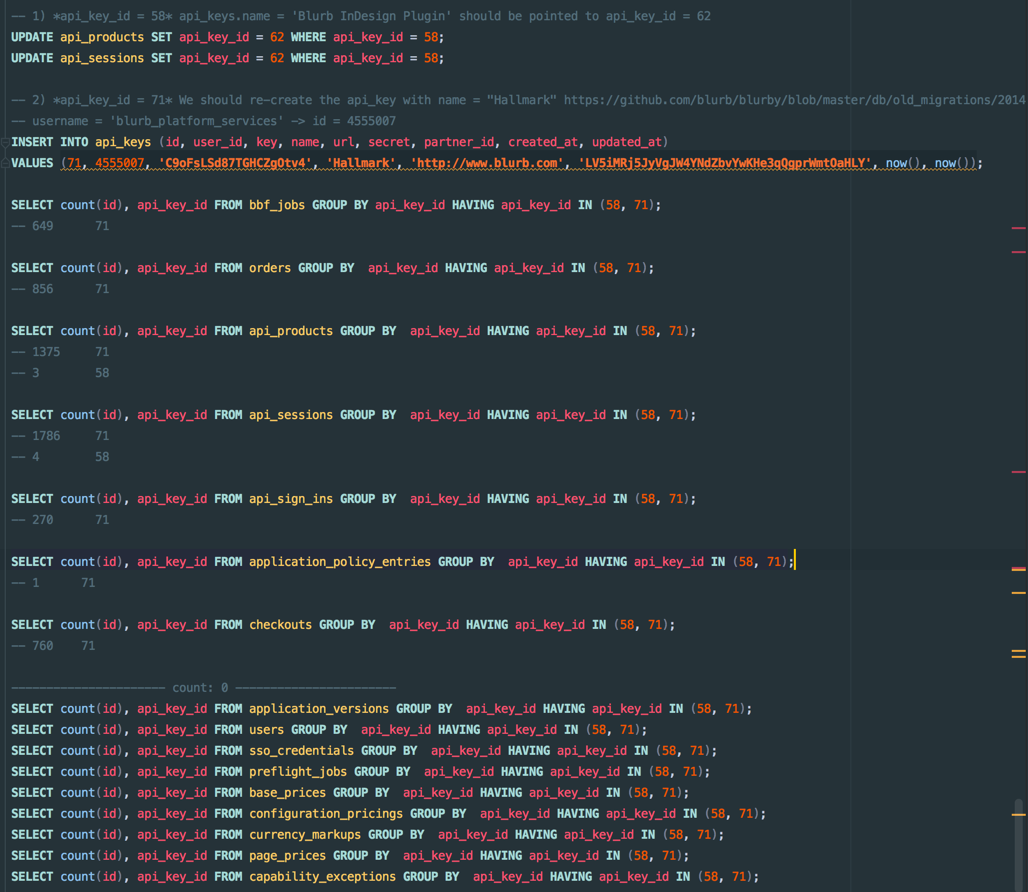 -- 1) *api_key_id = 58* api_keys.name = 'Blurb InDesign Plugin' should be pointed to api_key_id = 62
UPDATE api_products SET api_key_id = 62 WHERE api_key_id = 58;
UPDATE api_sessions SET api_key_id = 62 WHERE api_key_id = 58;
-- 2) *api_key_id = 71* We should re-create the api_key with name = "Hallmark" https://github.com/blurb/blurby/blob/master/db/old_migrations/2014
-- username = 'blurb_platform_services' -> id = 4555007
INSERT INTO api_keys (id, user_id, key, name, url, secret, partner_id, created_at, updated_at)
VALUES (71, 4555007, 'C9oFsLSd87TGHCZgOtv4', 'Hallmark', 'http://www.blurb.com', 'LV5iMRj5JyVgJW4YNdZbvYwKHe3qQgprWmtOaHLY', now(), now());
SELECT count(id), api_key_id FROM bbf_jobs GROUP BY api_key_id HAVING api_key_id IN (58, 71);
-- 649      71
SELECT count(id), api_key_id FROM orders GROUP BY  api_key_id HAVING api_key_id IN (58, 71);
-- 856      71
SELECT count(id), api_key_id FROM api_products GROUP BY  api_key_id HAVING api_key_id IN (58, 71);
-- 1375     71
-- 3        58
SELECT count(id), api_key_id FROM api_sessions GROUP BY  api_key_id HAVING api_key_id IN (58, 71);
-- 1786     71
-- 4        58
SELECT count(id), api_key_id FROM api_sign_ins GROUP BY  api_key_id HAVING api_key_id IN (58, 71);
-- 270      71
SELECT count(id), api_key_id FROM application_policy_entries GROUP BY  api_key_id HAVING api_key_id IN (58, 71);
-- 1      71
SELECT count(id), api_key_id FROM checkouts GROUP BY  api_key_id HAVING api_key_id IN (58, 71);
-- 760    71
---------------------- count: 0 -----------------------
SELECT count(id), api_key_id FROM application_versions GROUP BY  api_key_id HAVING api_key_id IN (58, 71);
SELECT count(id), api_key_id FROM users GROUP BY  api_key_id HAVING api_key_id IN (58, 71);
SELECT count(id), api_key_id FROM sso_credentials GROUP BY  api_key_id HAVING api_key_id IN (58, 71);
SELECT count(id), api_key_id FROM preflight_jobs GROUP BY  api_key_id HAVING api_key_id IN (58, 71);
SELECT count(id), api_key_id FROM base_prices GROUP BY  api_key_id HAVING api_key_id IN (58, 71);
SELECT count(id), api_key_id FROM configuration_pricings GROUP BY  api_key_id HAVING api_key_id IN (58, 71);
SELECT count(id), api_key_id FROM currency_markups GROUP BY  api_key_id HAVING api_key_id IN (58, 71);
SELECT count(id), api_key_id FROM page_prices GROUP BY  api_key_id HAVING api_key_id IN (58, 71);
SELECT count(id), api_key_id FROM capability_exceptions GROUP BY  api_key_id HAVING api_key_id IN (58, 71);